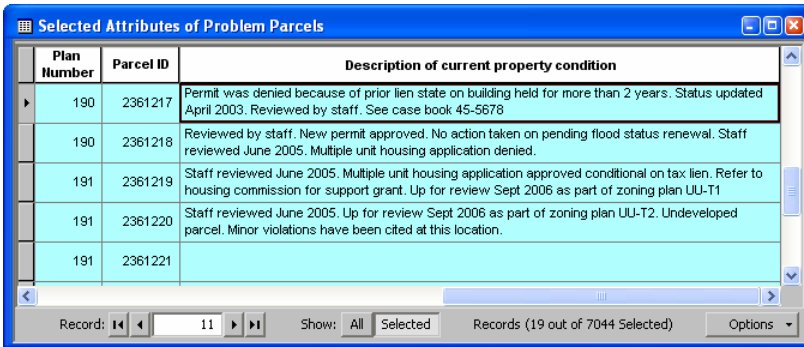 Selected Attributes of Problem Parcels
Plan Number Parcel ID Description of current property condition
190 2361217 Permit was denied because of prior lien state on building held for more than 2 years. Status updated
April 2003. Reviewed by staff. See case book 45-5678
190 2361218 Reviewed by staff. New permit approved. No action taken on pending flood status renewal. Staff
reviewed June 2005. Multiple unit housing application denied.
191 2361219 Staff reviewed June 2005. Multiple unit housing application approved conditional on tax lien. Refer to
housing commission for support grant. Up for review Sept 2006 as part of zoning plan UU-T1
191 2361220 Staff reviewed June 2005. Up for review Sept 2006 as part of zoning plan UU-T2. Undeveloped
parcel. Minor violations have been cited at this location.
191 2361221
Record: 11 Show: All Selected Records (19 out of 7044 Selected) Options